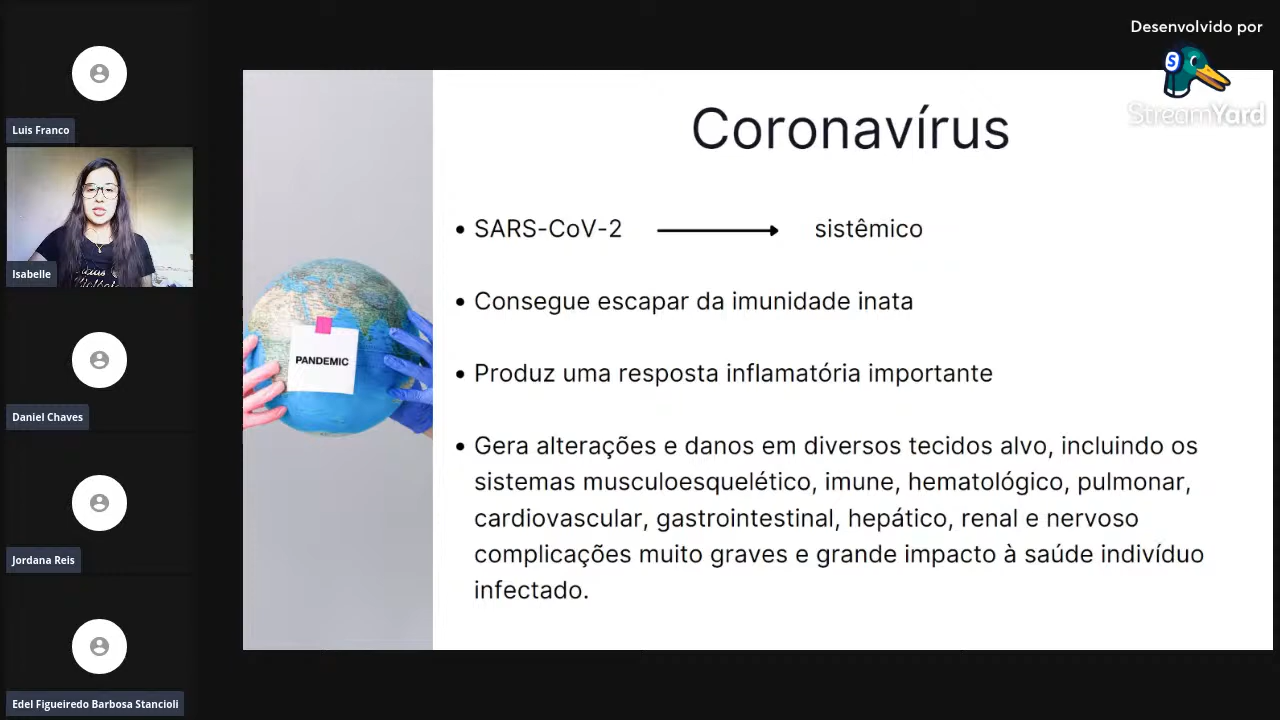 Desenvolvido por
StreamYard
Luis Franco
Isabelle
Daniel Chaves
Jordana Reis
Edel Figueiredo Barbosa Stancioli
PANDEMIC
Coronavírus
• SARS-CoV-2 → sistêmico
• Consegue escapar da imunidade inata
• Produz uma resposta inflamatória importante
• Gera alterações e danos em diversos tecidos alvo, incluindo os
sistemas musculoesquelético, imune, hematológico, pulmonar,
cardiovascular, gastrointestinal, hepático, renal e nervoso
complicações muito graves e grande impacto à saúde indivíduo
infectado.